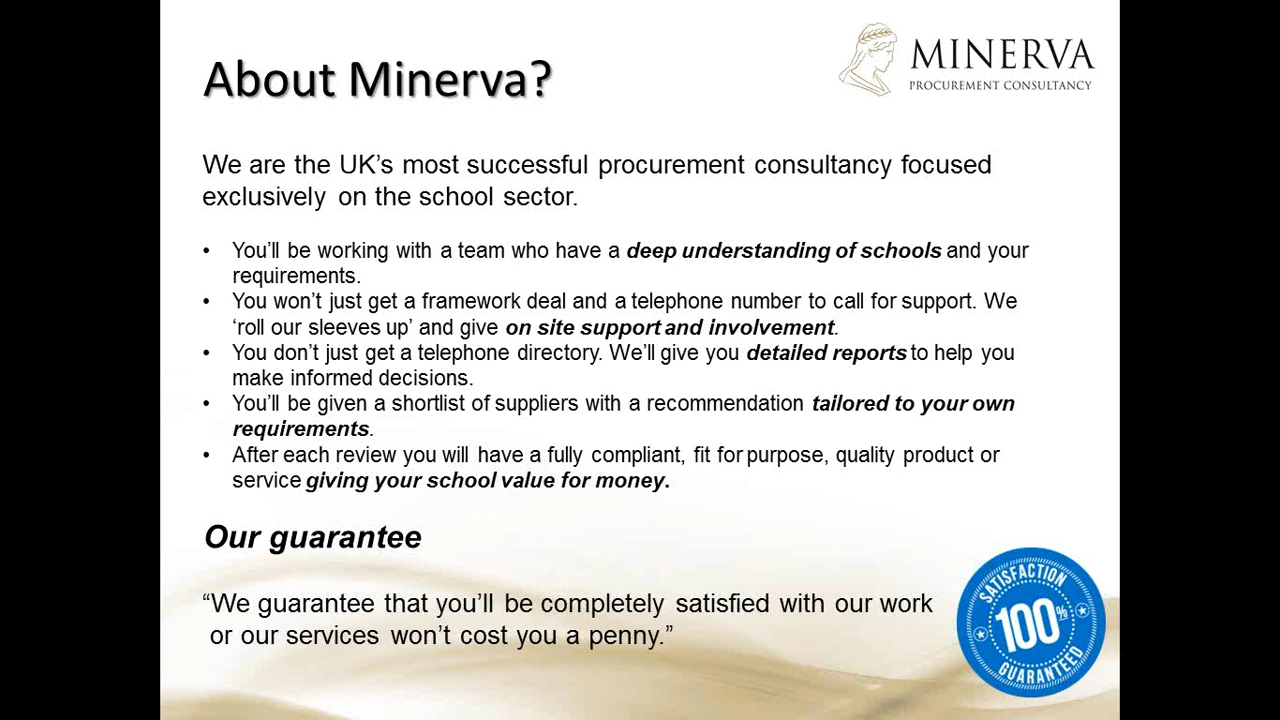 About Minerva?
MINERVA
PROCUREMENT CONSULTANCY
We are the UK’s most successful procurement consultancy focused
exclusively on the school sector.
• You’ll be working with a team who have a deep understanding of schools and your
requirements.
• You won’t just get a framework deal and a telephone number to call for support. We
‘roll our sleeves up’ and give on site support and involvement.
• You don’t just get a telephone directory. We’ll give you detailed reports to help you
make informed decisions.
• You’ll be given a shortlist of suppliers with a recommendation tailored to your own
requirements.
• After each review you will have a fully compliant, fit for purpose, quality product or
service giving your school value for money.
Our guarantee
“We guarantee that you’ll be completely satisfied with our work
or our services won’t cost you a penny.”
SATISFACTION
100%
GUARANTEED